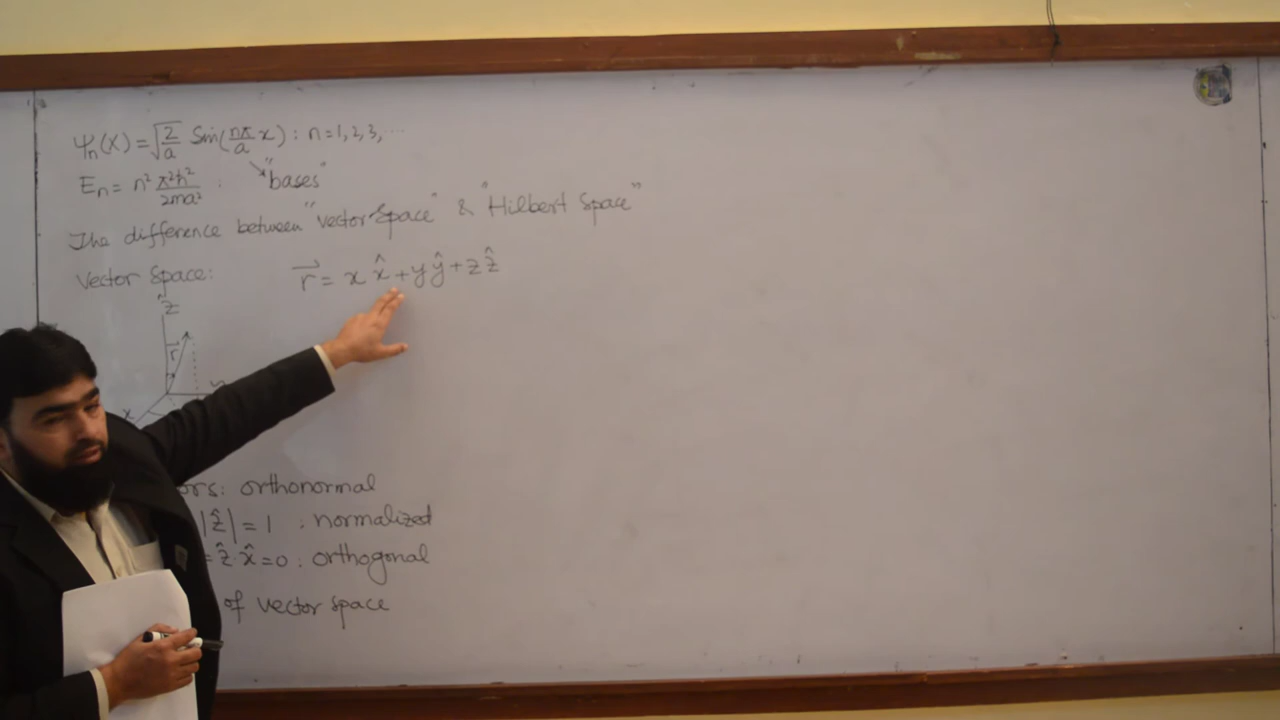 Ψn(x) = √(2/a) Sin(nπ/a x) : n=1,2,3,...
En = n² π²ħ²/2ma² : "bases"
The difference between "vector Space" & "Hilbert Space"
Vector Space: r⃗ = x x̂ + y ŷ + z ẑ
ẑ
r⃗
x
ors: orthonormal
|ẑ| = 1 : normalized
= ẑ · x̂ = 0 : orthogonal
of vector space